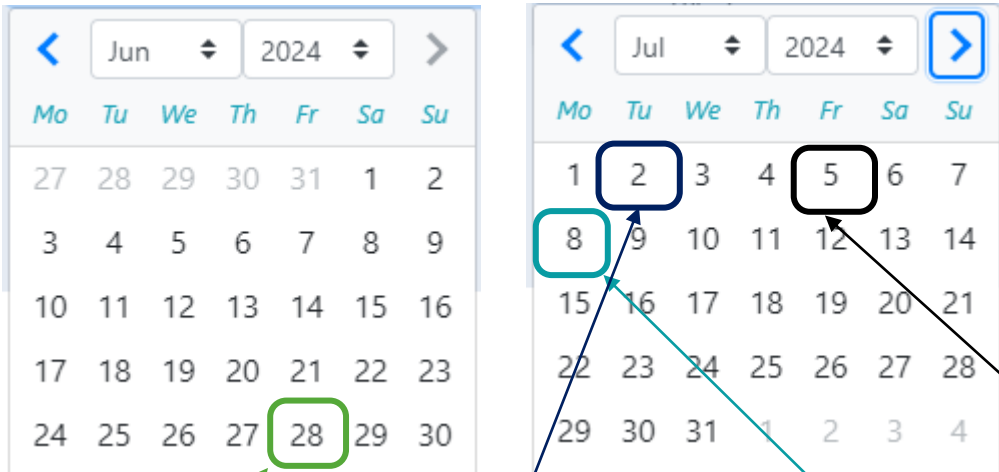 Jun 2024
Mo Tu We Th Fr Sa Su
27 28 29 30 31 1 2
3 4 5 6 7 8 9
10 11 12 13 14 15 16
17 18 19 20 21 22 23
24 25 26 27 28 29 30
Jul 2024
Mo Tu We Th Fr Sa Su
1 2 3 4 5 6 7
8 9 10 11 12 13 14
15 16 17 18 19 20 21
22 23 24 25 26 27 28
29 30 31 1 2 3 4